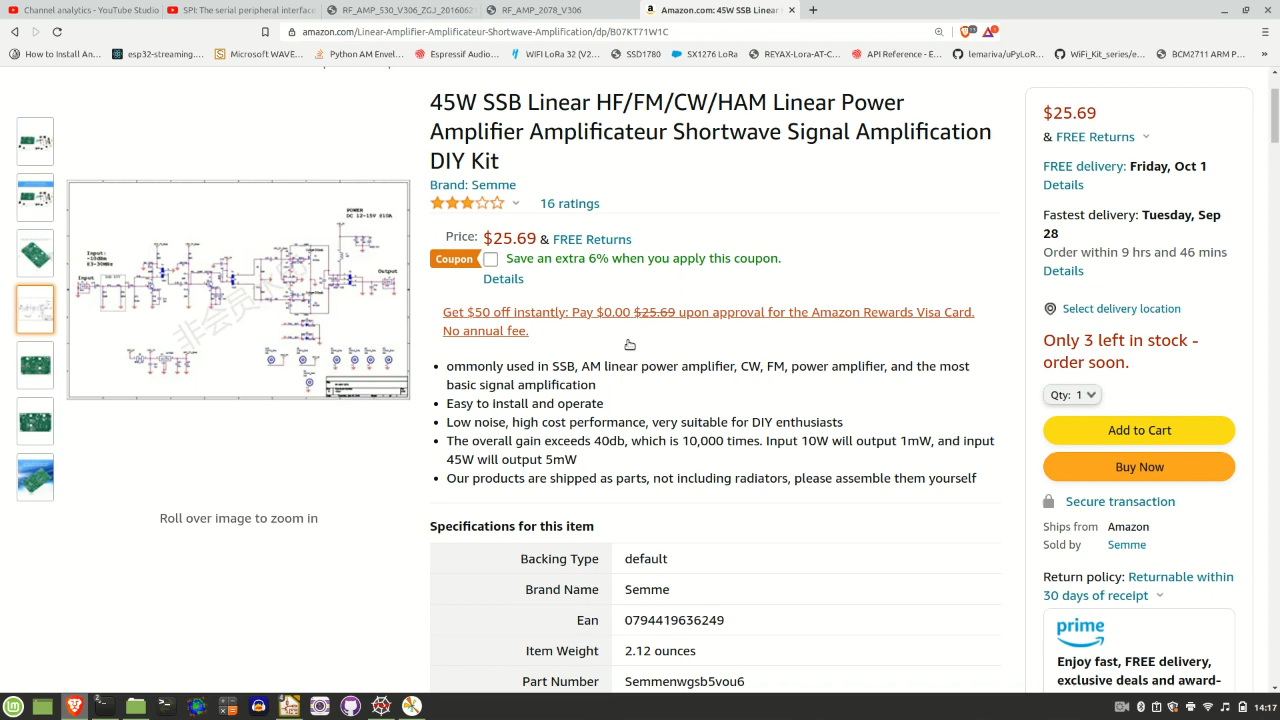 Channel analytics - YouTube Studio
SPI: The serial peripheral interface
RF_AMP_530_V306_ZGJ_2016062
RF_AMP_2078_V306
Amazon.com: 45W SSB Linear
amazon.com/Linear-Amplifier-Amplificateur-Shortwave-Amplification/dp/B07KT71W1C
How to Install An...
esp32-streaming....
Microsoft WAVE...
Python AM Envel...
Espressif Audio...
WIFI LoRa 32 (V2...
SSD1780
SX1276 LoRa
REYAX-LoRa-AT-C...
API Reference - E...
lemariva/uPyLoR...
WiFi_Kit_series/e...
BCM2711 ARM P...
45W SSB Linear HF/FM/CW/HAM Linear Power
Amplifier Amplificateur Shortwave Signal Amplification
DIY Kit
Brand: Semme
16 ratings
Price: $25.69 & FREE Returns
Coupon Save an extra 6% when you apply this coupon.
Details
Get $50 off instantly: Pay $0.00 $25.69 upon approval for the Amazon Rewards Visa Card.
No annual fee.
• ommonly used in SSB, AM linear power amplifier, CW, FM, power amplifier, and the most
basic signal amplification
• Easy to install and operate
• Low noise, high cost performance, very suitable for DIY enthusiasts
• The overall gain exceeds 40db, which is 10,000 times. Input 10W will output 1mW, and input
45W will output 5mW
• Our products are shipped as parts, not including radiators, please assemble them yourself
Specifications for this item
Backing Type default
Brand Name Semme
Ean 0794419636249
Item Weight 2.12 ounces
Part Number Semmenwgsb5vou6
POWER
DC 12-15V @10A
Input:
Input
Output
非会员水
Roll over image to zoom in
$25.69
& FREE Returns
FREE delivery: Friday, Oct 1
Details
Fastest delivery: Tuesday, Sep
28
Order within 9 hrs and 46 mins
Details
Select delivery location
Only 3 left in stock -
order soon.
Qty: 1
Add to Cart
Buy Now
Secure transaction
Ships from Amazon
Sold by Semme
Return policy: Returnable within
30 days of receipt
prime
Enjoy fast, FREE delivery,
exclusive deals and award-
14:17